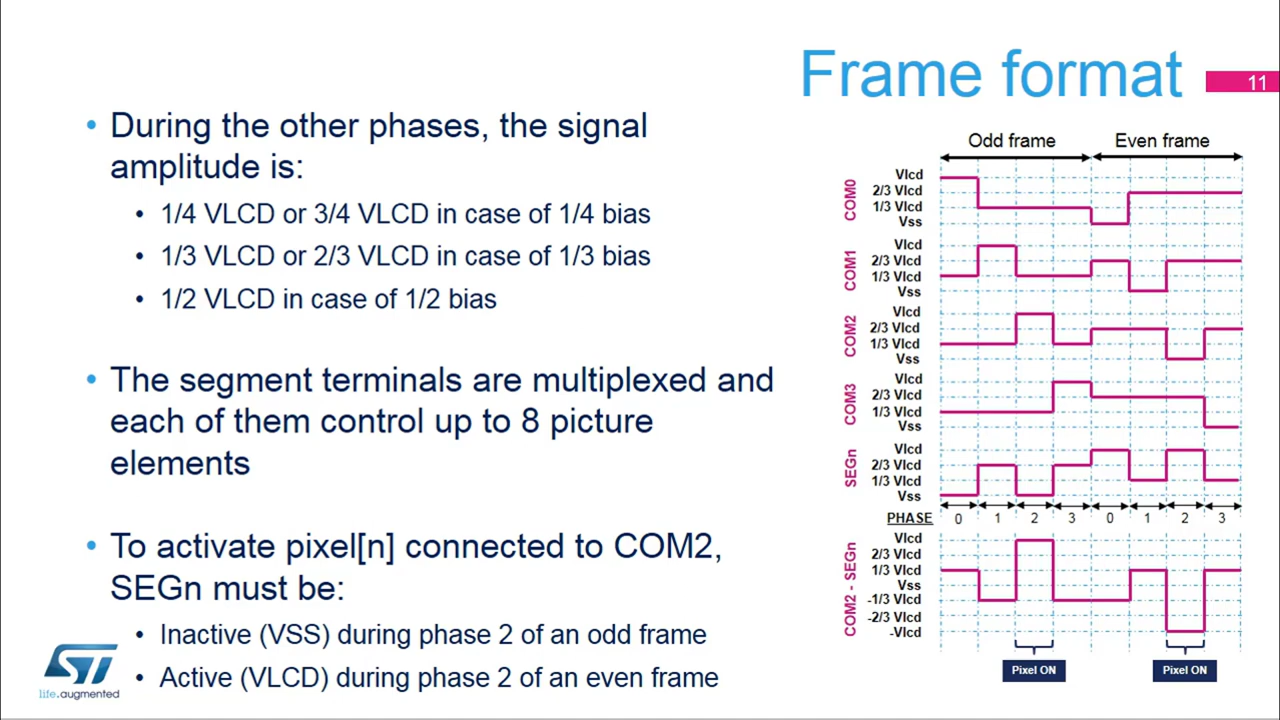 Frame format
11
• During the other phases, the signal
amplitude is:
• 1/4 VLCD or 3/4 VLCD in case of 1/4 bias
• 1/3 VLCD or 2/3 VLCD in case of 1/3 bias
• 1/2 VLCD in case of 1/2 bias
• The segment terminals are multiplexed and
each of them control up to 8 picture
elements
• To activate pixel[n] connected to COM2,
SEGn must be:
• Inactive (VSS) during phase 2 of an odd frame
• Active (VLCD) during phase 2 of an even frame
ST
life.augmented
Odd frame Even frame
COM0
Vlcd
2/3 Vlcd
1/3 Vlcd
Vss
COM1
Vlcd
2/3 Vlcd
1/3 Vlcd
Vss
COM2
Vlcd
2/3 Vlcd
1/3 Vlcd
Vss
COM3
Vlcd
2/3 Vlcd
1/3 Vlcd
Vss
SEGn
Vlcd
2/3 Vlcd
1/3 Vlcd
Vss
PHASE 0 1 2 3 0 1 2 3
COM2 - SEGn
Vlcd
2/3 Vlcd
1/3 Vlcd
Vss
-1/3 Vlcd
-2/3 Vlcd
-Vlcd
Pixel ON Pixel ON